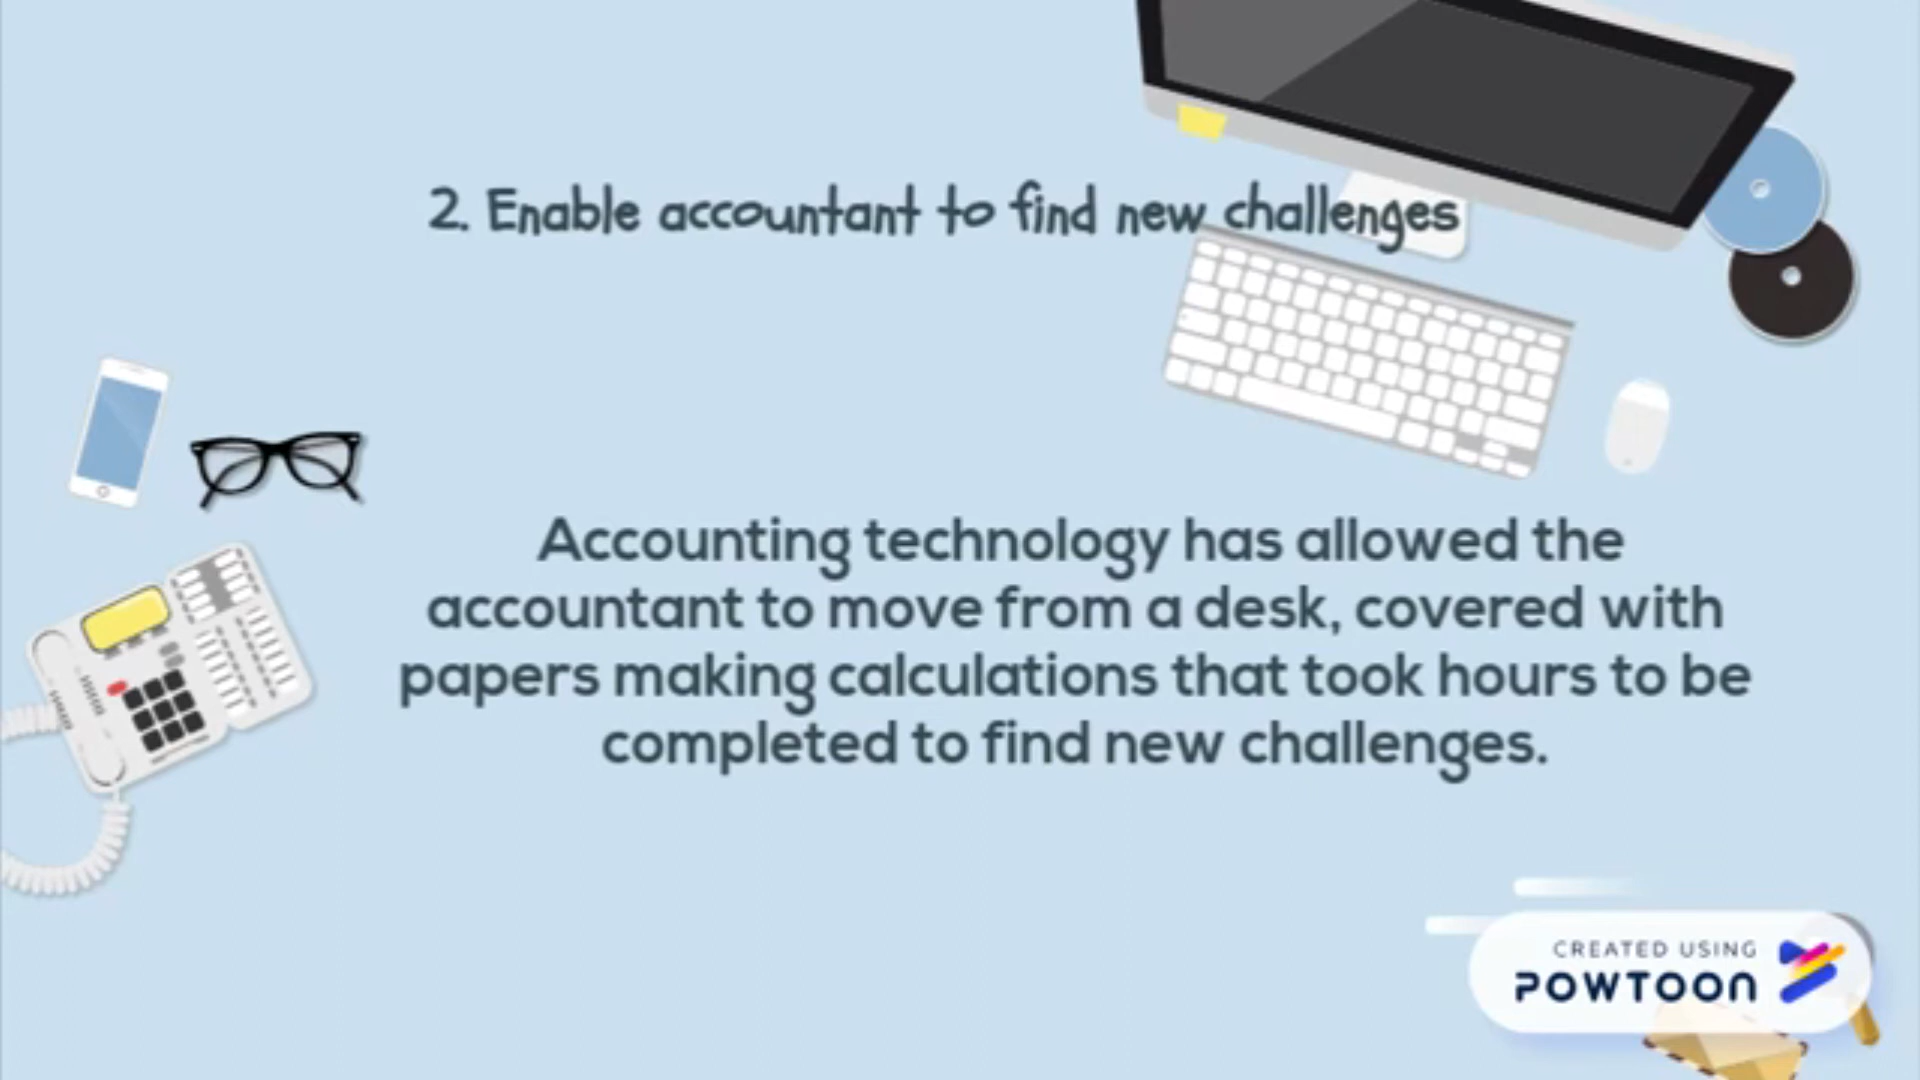 2. Enable accountant to find new challenges
Accounting technology has allowed the
accountant to move from a desk, covered with
papers making calculations that took hours to be
completed to find new challenges.
CREATED USING
POWTOON